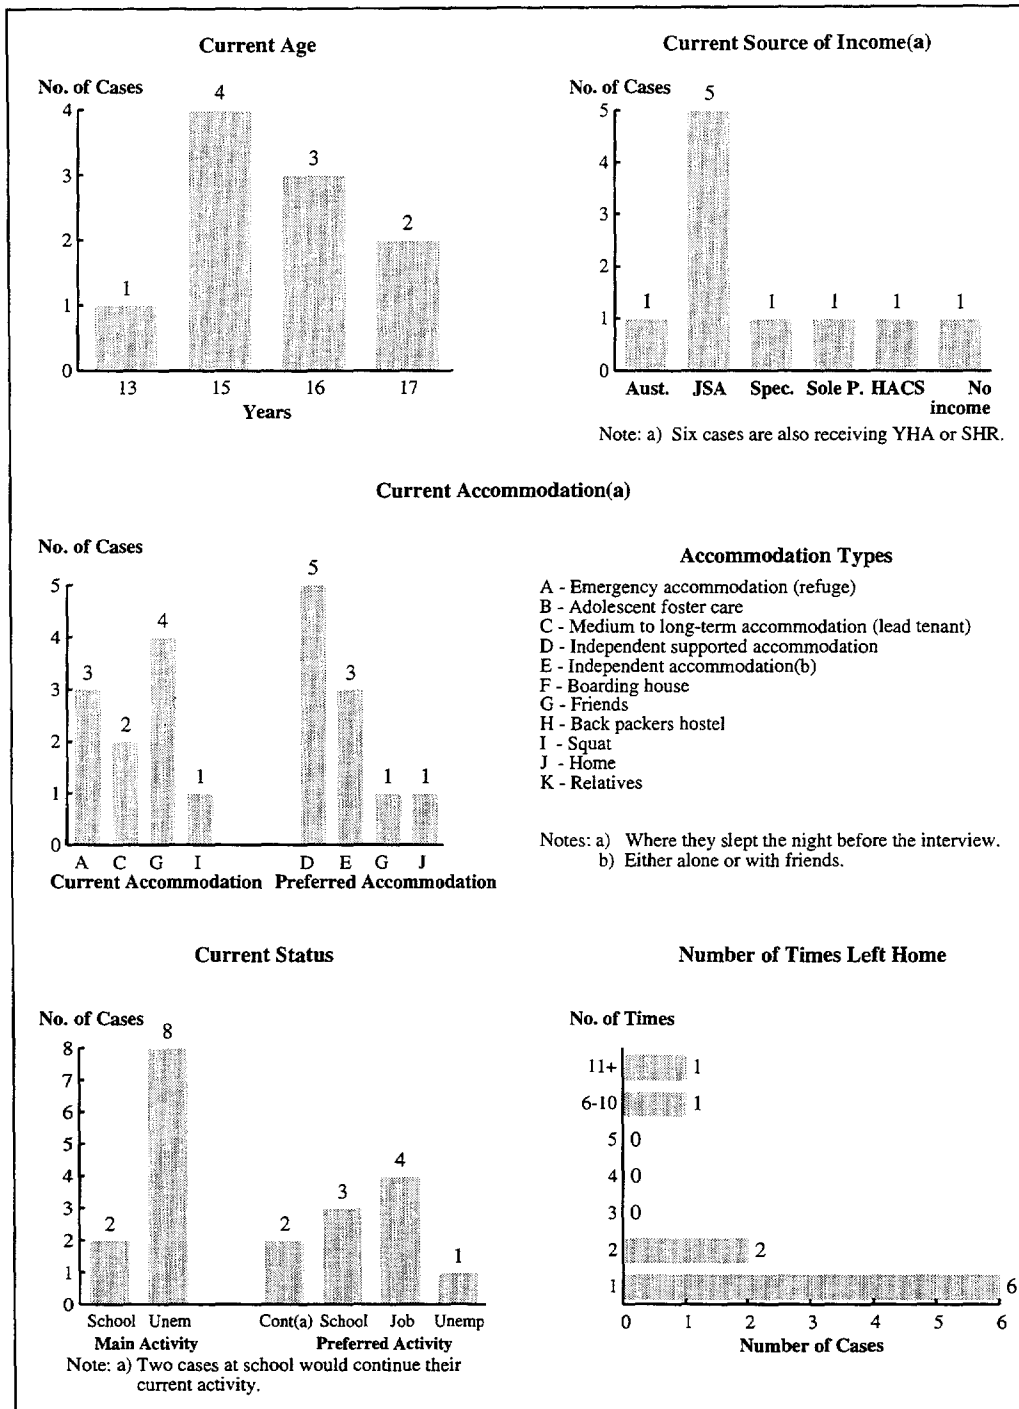 Current Age
No. of Cases
4
3
2
1
0
1
4
3
2
13 15 16 17
Years
Current Source of Income(a)
No. of Cases
5
4
3
2
1
0
1
5
1
1
1
1
Aust. JSA Spec. Sole P. HACS No
income
Note: a) Six cases are also receiving YHA or SHR.
Current Accommodation(a)
No. of Cases
5
4
3
2
1
0
3
2
4
1
5
3
1
1
A C G I D E G J
Current Accommodation Preferred Accommodation
Accommodation Types
A - Emergency accommodation (refuge)
B - Adolescent foster care
C - Medium to long-term accommodation (lead tenant)
D - Independent supported accommodation
E - Independent accommodation(b)
F - Boarding house
G - Friends
H - Back packers hostel
I - Squat
J - Home
K - Relatives
Notes: a) Where they slept the night before the interview.
b) Either alone or with friends.
Current Status
No. of Cases
8
7
6
5
4
3
2
1
0
2
8
2
3
4
1
School Unem Cont(a) School Job Unemp
Main Activity Preferred Activity
Note: a) Two cases at school would continue their
current activity.
Number of Times Left Home
No. of Times
11+ 1
6-10 1
5 0
4 0
3 0
2 2
1 6
0 1 2 3 4 5 6
Number of Cases